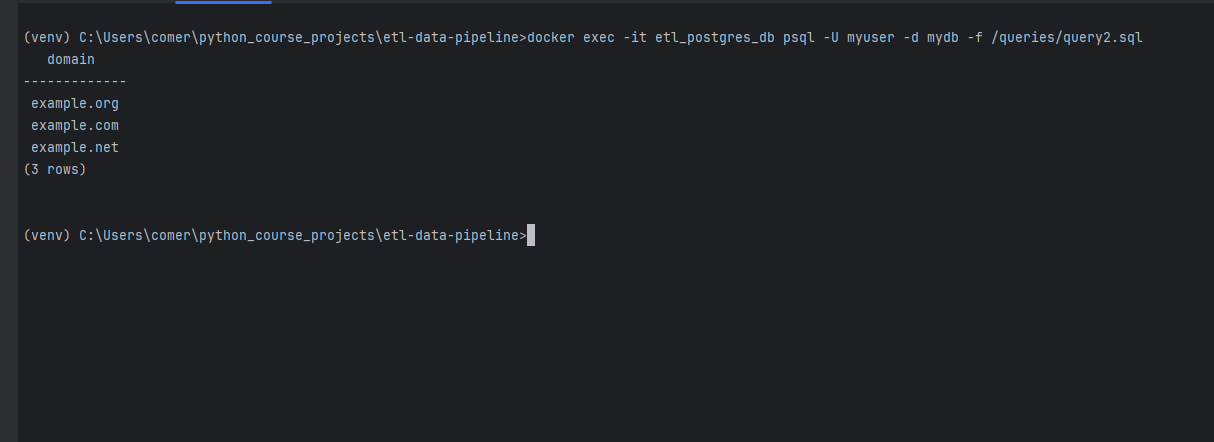 (venv) C:\Users\comer\python_course_projects\etl-data-pipeline>docker exec -it etl_postgres_db psql -U myuser -d mydb -f /queries/query2.sql
   domain
-------------
 example.org
 example.com
 example.net
(3 rows)
(venv) C:\Users\comer\python_course_projects\etl-data-pipeline>